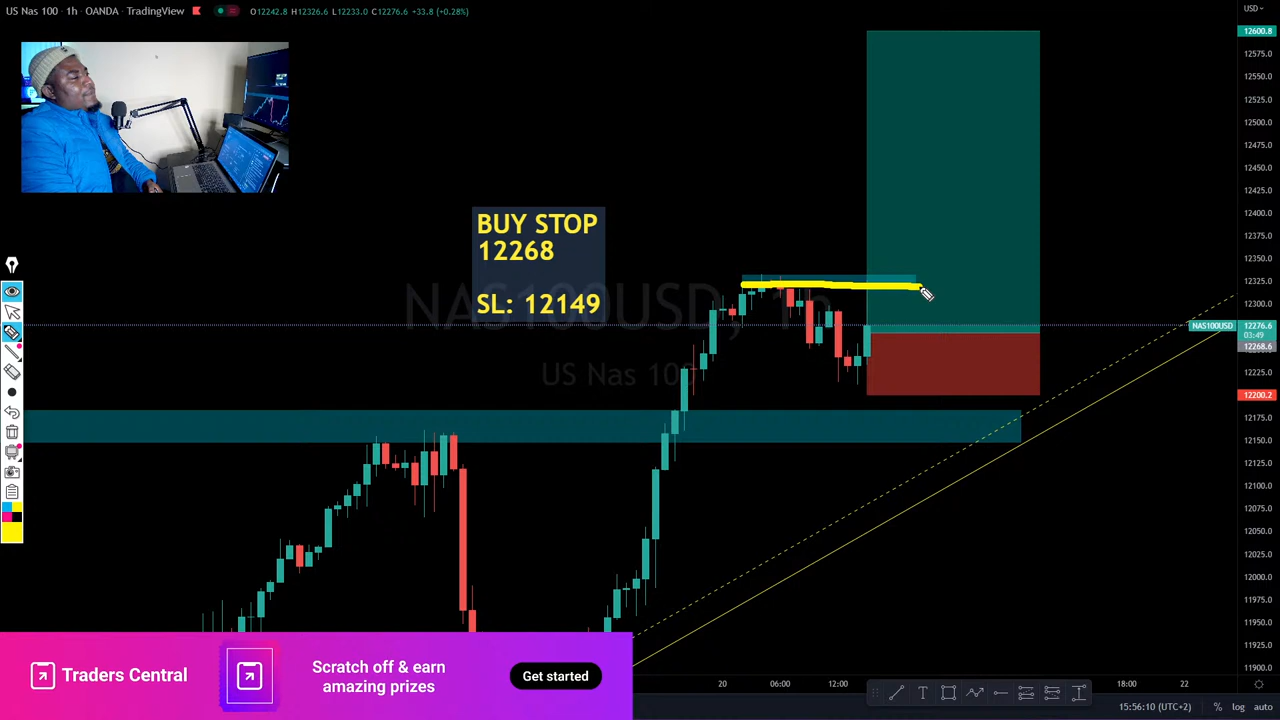 US Nas 100 · 1h · OANDA · TradingView
O12242.8 H12326.6 L12233.0 C12276.6 +33.8 (+0.28%)
USD
12600.8
12575.0
12550.0
12525.0
12500.0
12475.0
12450.0
12425.0
12400.0
12375.0
12350.0
12325.0
12300.0
NAS100USD
12276.6
03:49
12268.6
12225.0
12200.2
12175.0
12150.0
12125.0
12100.0
12075.0
12050.0
12025.0
12000.0
11975.0
11950.0
11925.0
11900.0
BUY STOP
12268
SL: 12149
NAS100USD, 1h
US Nas 100
Traders Central
Scratch off & earn
amazing prizes
Get started
20
06:00
12:00
18:00
22
15:56:10 (UTC+2)
%
log
auto